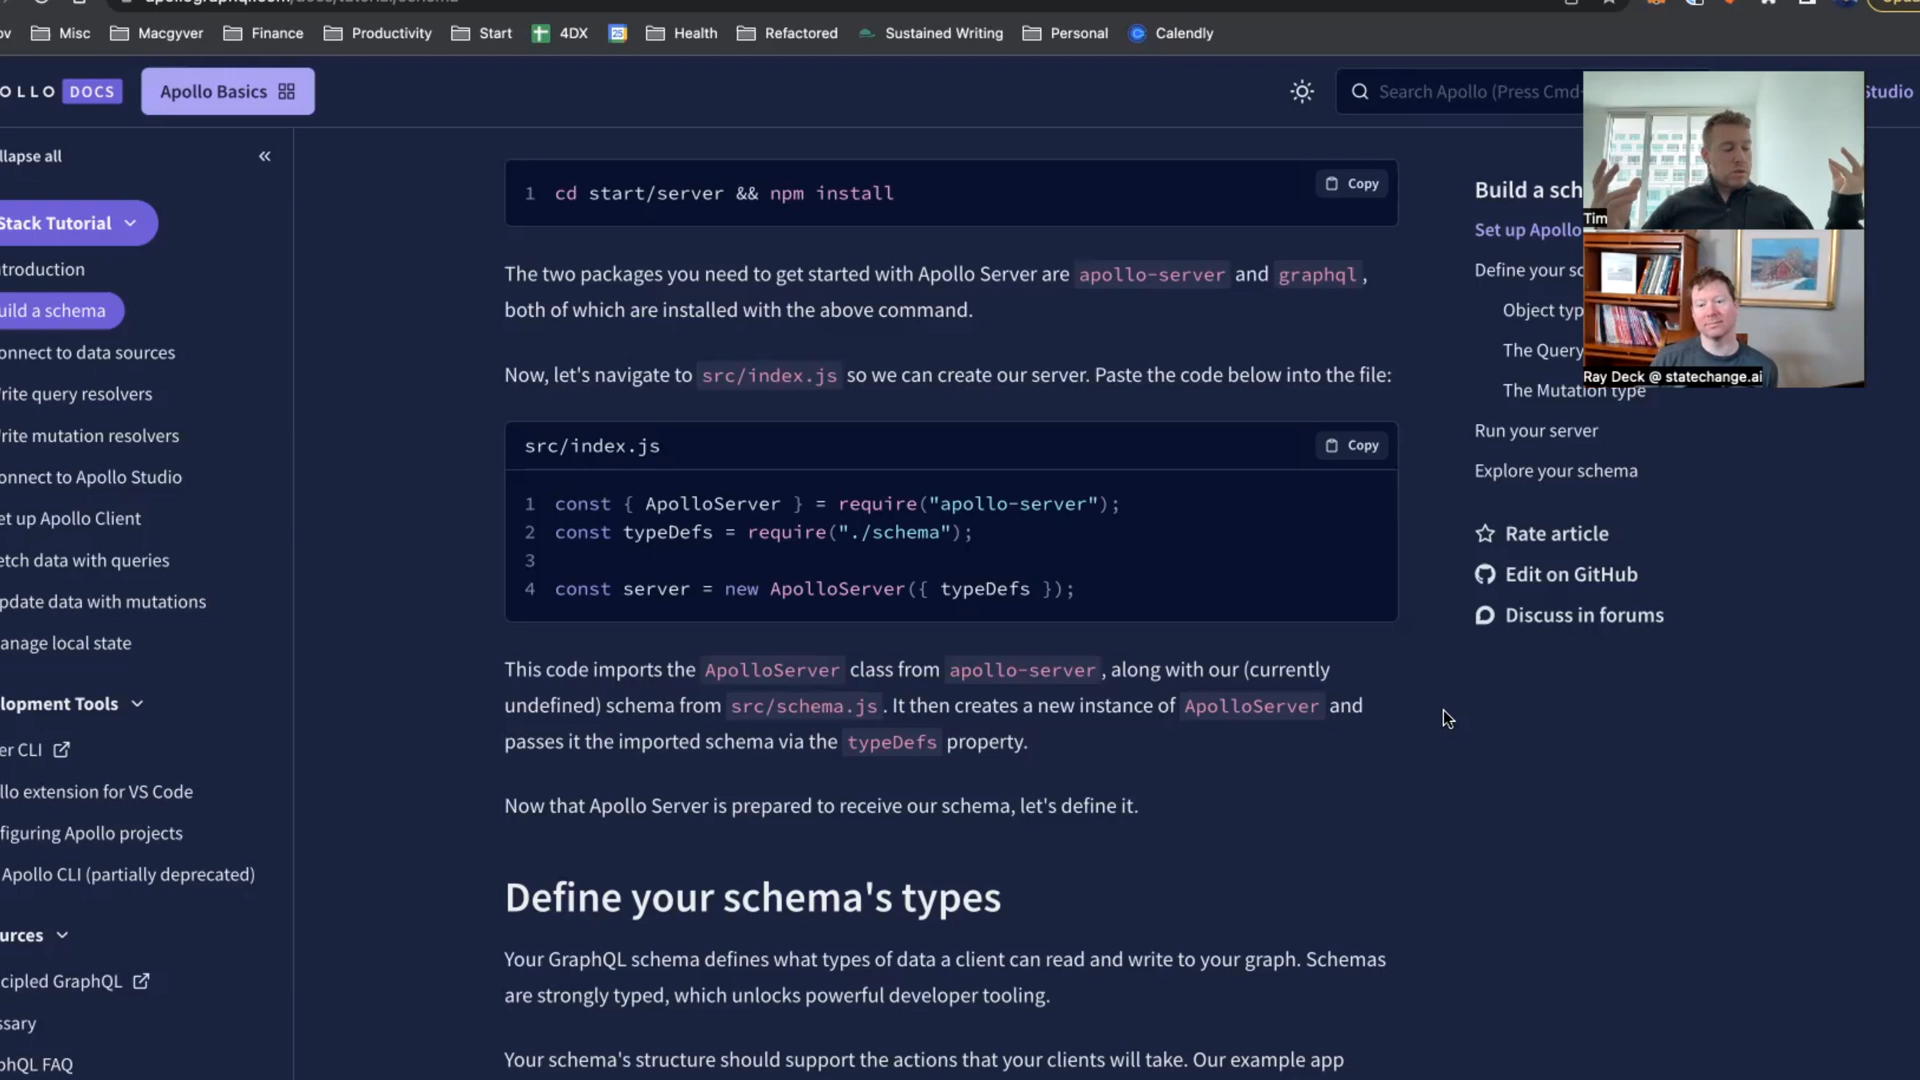 Misc
Macgyver
Finance
Productivity
Start
4DX
25
Health
Refactored
Sustained Writing
Personal
Calendly
OLLO DOCS
Apollo Basics
Search Apollo (Press Cmd
Studio
llapse all
Stack Tutorial
ntroduction
uild a schema
onnect to data sources
rite query resolvers
rite mutation resolvers
onnect to Apollo Studio
et up Apollo Client
etch data with queries
pdate data with mutations
anage local state
lopment Tools
er CLI
llo extension for VS Code
figuring Apollo projects
Apollo CLI (partially deprecated)
urces
cipled GraphQL
ssary
phQL FAQ
1 cd start/server && npm install
Copy
The two packages you need to get started with Apollo Server are apollo-server and graphql,
both of which are installed with the above command.
Now, let's navigate to src/index.js so we can create our server. Paste the code below into the file:
src/index.js
Copy
1 const { ApolloServer } = require("apollo-server");
2 const typeDefs = require("./schema");
3
4 const server = new ApolloServer({ typeDefs });
This code imports the ApolloServer class from apollo-server, along with our (currently
undefined) schema from src/schema.js. It then creates a new instance of ApolloServer and
passes it the imported schema via the typeDefs property.
Now that Apollo Server is prepared to receive our schema, let's define it.
Define your schema's types
Your GraphQL schema defines what types of data a client can read and write to your graph. Schemas
are strongly typed, which unlocks powerful developer tooling.
Your schema's structure should support the actions that your clients will take. Our example app
Build a sch
Set up Apollo
Define your sc
Object typ
The Query
The Mutation type
Run your server
Explore your schema
Rate article
Edit on GitHub
Discuss in forums
Tim
Ray Deck @ statechange.ai